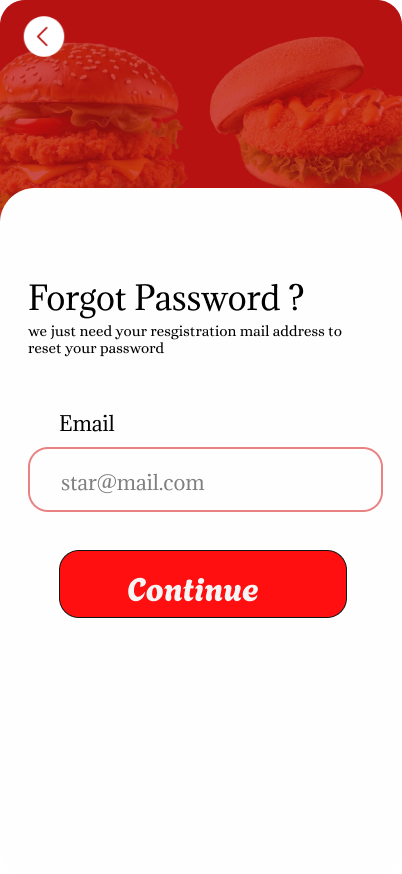 Forgot Password ?
we just need your resgistration mail address to
reset your password
Email
star@mail.com
Continue